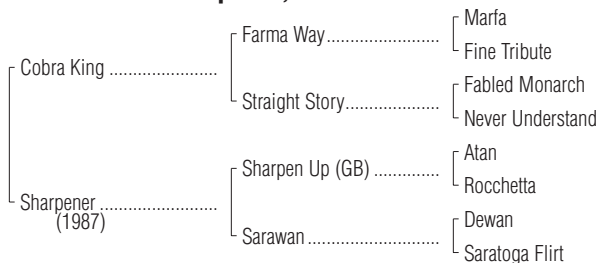 Marfa
Farma Way
Fine Tribute
Cobra King
Fabled Monarch
Straight Story
Never Understand
Atan
Sharpen Up (GB)
Rocchetta
Sharpener
(1987)
Dewan
Sarawan
Saratoga Flirt